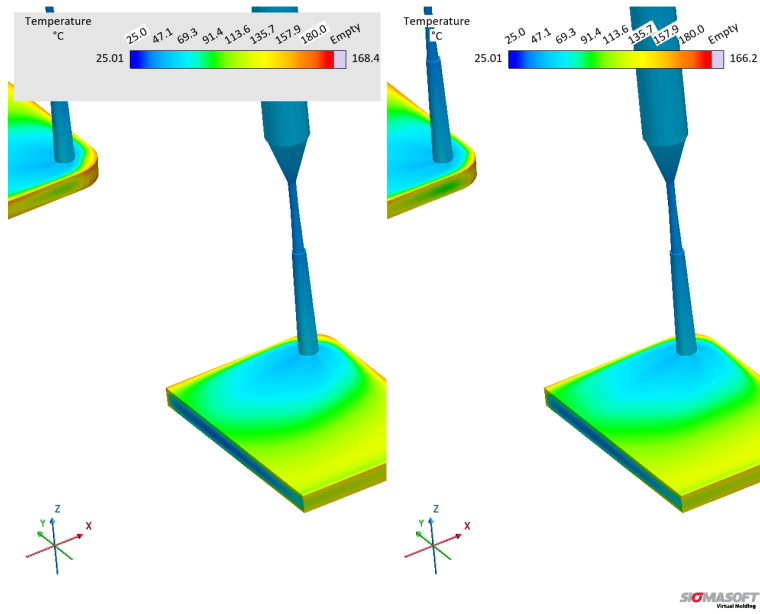 Temperature
°C
25.0 47.1 69.3 91.4 113.6 135.7 157.9 180.0 Empty
25.01 168.4
Temperature
°C
25.0 47.1 69.3 91.4 113.6 135.7 157.9 180.0 Empty
25.01 166.2
Z
Y
X
Z
Y
X
SIGMASOFT
Virtual Molding